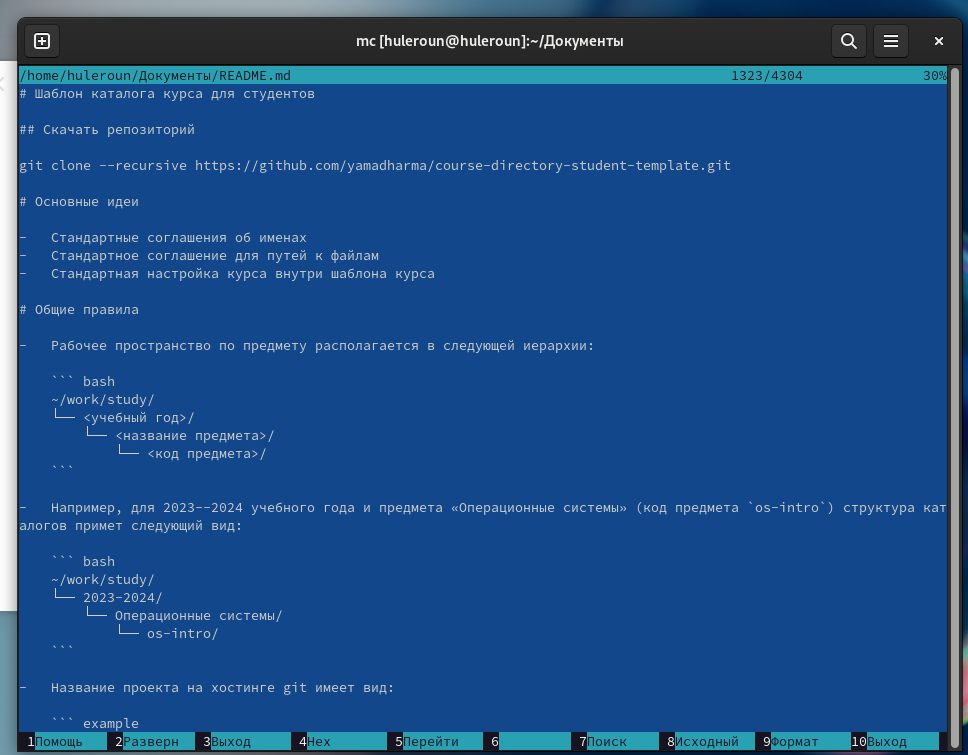 mc [huleroun@huleroun]:~/Документы
/home/huleroun/Документы/README.md 1323/4304 30%
# Шаблон каталога курса для студентов
## Скачать репозиторий
git clone --recursive https://github.com/yamadharma/course-directory-student-template.git
# Основные идеи
-   Стандартные соглашения об именах
-   Стандартное соглашение для путей к файлам
-   Стандартная настройка курса внутри шаблона курса
# Общие правила
-   Рабочее пространство по предмету располагается в следующей иерархии:
    ``` bash
    ~/work/study/
    └── <учебный год>/
        └── <название предмета>/
            └── <код предмета>/
    ```
-   Например, для 2023--2024 учебного года и предмета «Операционные системы» (код предмета `os-intro`) структура кат
алогов примет следующий вид:
    ``` bash
    ~/work/study/
    └── 2023-2024/
        └── Операционные системы/
            └── os-intro/
    ```
-   Название проекта на хостинге git имеет вид:
    ``` example
1Помощь 2Разверн 3Выход 4Hex 5Перейти 6 7Поиск 8Исходный 9Формат 10Выход